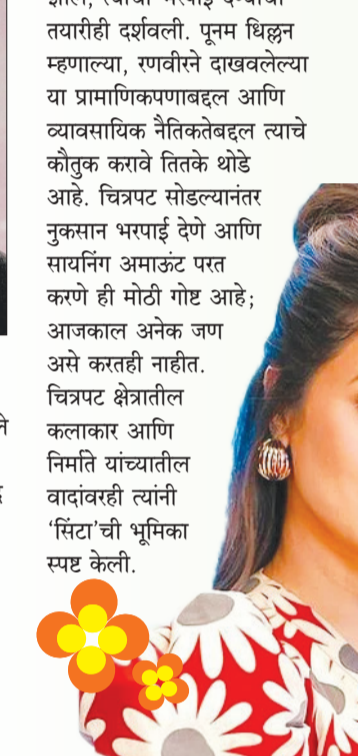 झाले, त्याची भरपाई देण्याची
तयारीही दर्शवली. पूनम धिल्लन
म्हणाल्या, रणवीरने दाखवलेल्या
या प्रामाणिकपणाबद्दल आणि
व्यावसायिक नैतिकतेबद्दल त्याचे
कौतुक करावे तितके थोडे
आहे. चित्रपट सोडल्यानंतर
नुकसान भरपाई देणे आणि
सायनिंग अमाऊंट परत
करणे ही मोठी गोष्ट आहे;
आजकाल अनेक जण
असे करतही नाहीत.
चित्रपट क्षेत्रातील
कलाकार आणि
निर्माते यांच्यातील
वादांवरही त्यांनी
‘सिंटा’ची भूमिका
स्पष्ट केली.